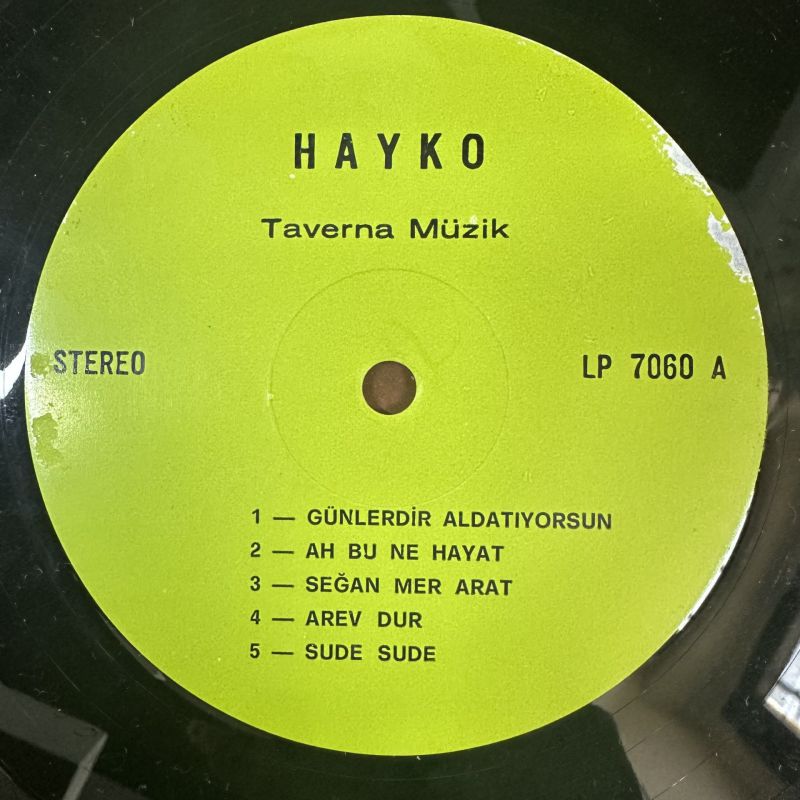 HAYKO
Taverna Müzik
STEREO
LP 7060 A
1 — GÜNLERDİR ALDATIYORSUN
2 — AH BU NE HAYAT
3 — SEĞAN MER ARAT
4 — AREV DUR
5 — SUDE SUDE